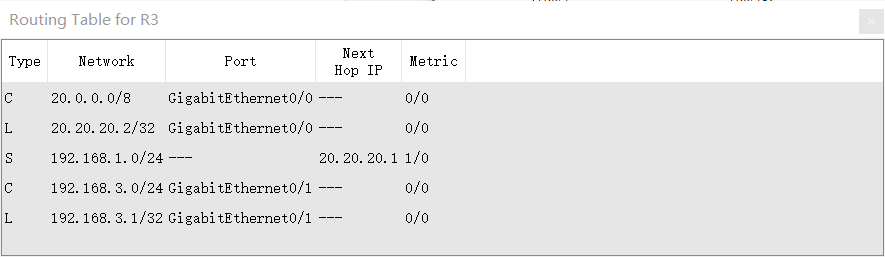 Routing Table for R3
Type Network Port Next Hop IP Metric
C 20.0.0.0/8 GigabitEthernet0/0 --- 0/0
L 20.20.20.2/32 GigabitEthernet0/0 --- 0/0
S 192.168.1.0/24 --- 20.20.20.1 1/0
C 192.168.3.0/24 GigabitEthernet0/1 --- 0/0
L 192.168.3.1/32 GigabitEthernet0/1 --- 0/0